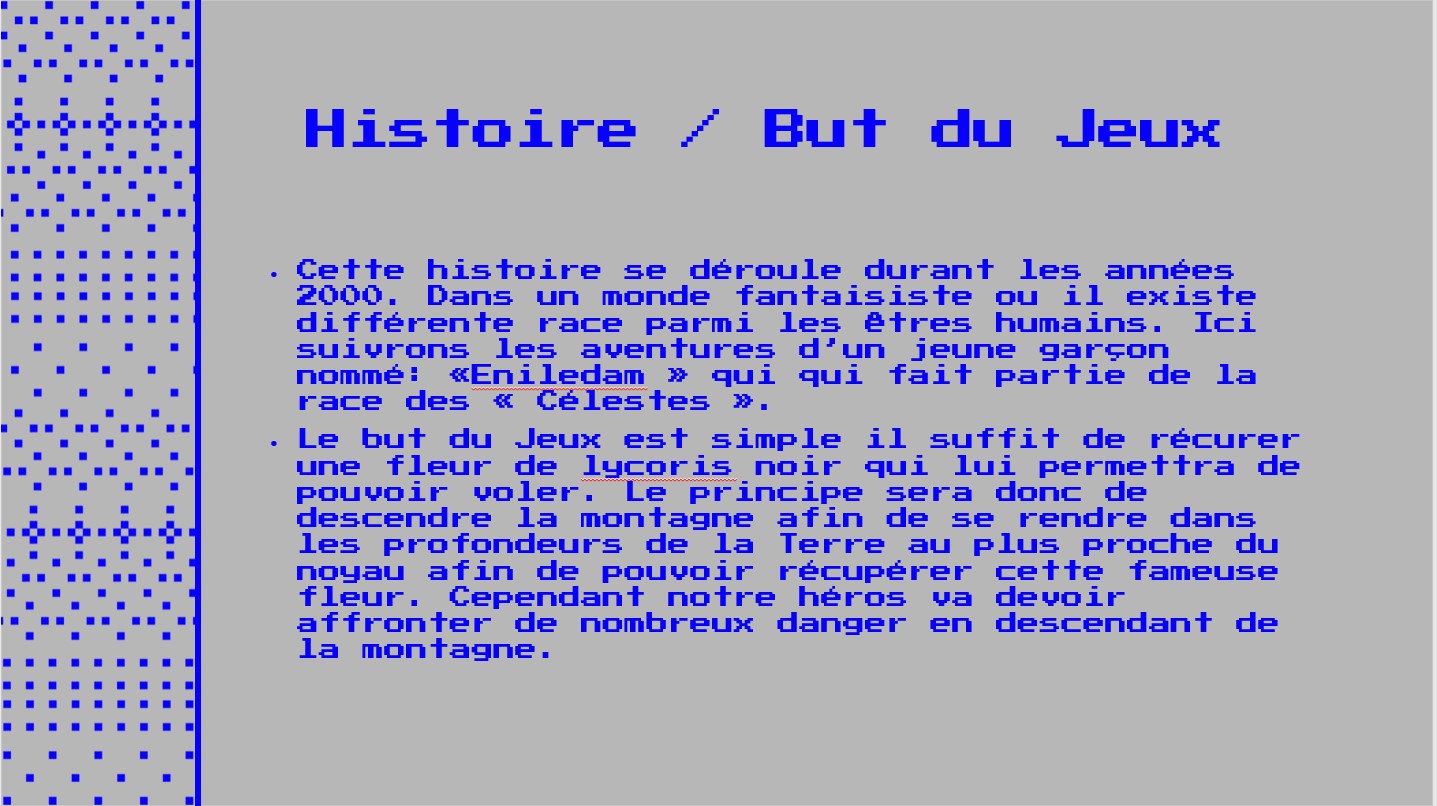 Histoire / But du Jeux
• Cette histoire se déroule durant les années
2000. Dans un monde fantaisiste ou il existe
différente race parmi les êtres humains. Ici
suivrons les aventures d’un jeune garçon
nommé: «Eniledam » qui qui fait partie de la
race des « Célestes ».
• Le but du Jeux est simple il suffit de récurer
une fleur de lycoris noir qui lui permettra de
pouvoir voler. Le principe sera donc de
descendre la montagne afin de se rendre dans
les profondeurs de la Terre au plus proche du
noyau afin de pouvoir récupérer cette fameuse
fleur. Cependant notre héros va devoir
affronter de nombreux danger en descendant de
la montagne.